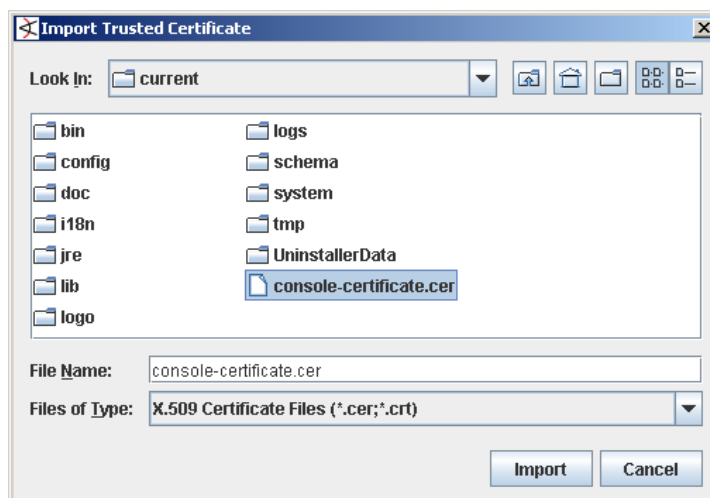 Import Trusted Certificate
Look In: current
bin
config
doc
i18n
jre
lib
logo
logs
schema
system
tmp
UninstallerData
console-certificate.cer
File Name: console-certificate.cer
Files of Type: X.509 Certificate Files (*.cer;*.crt)
Import Cancel